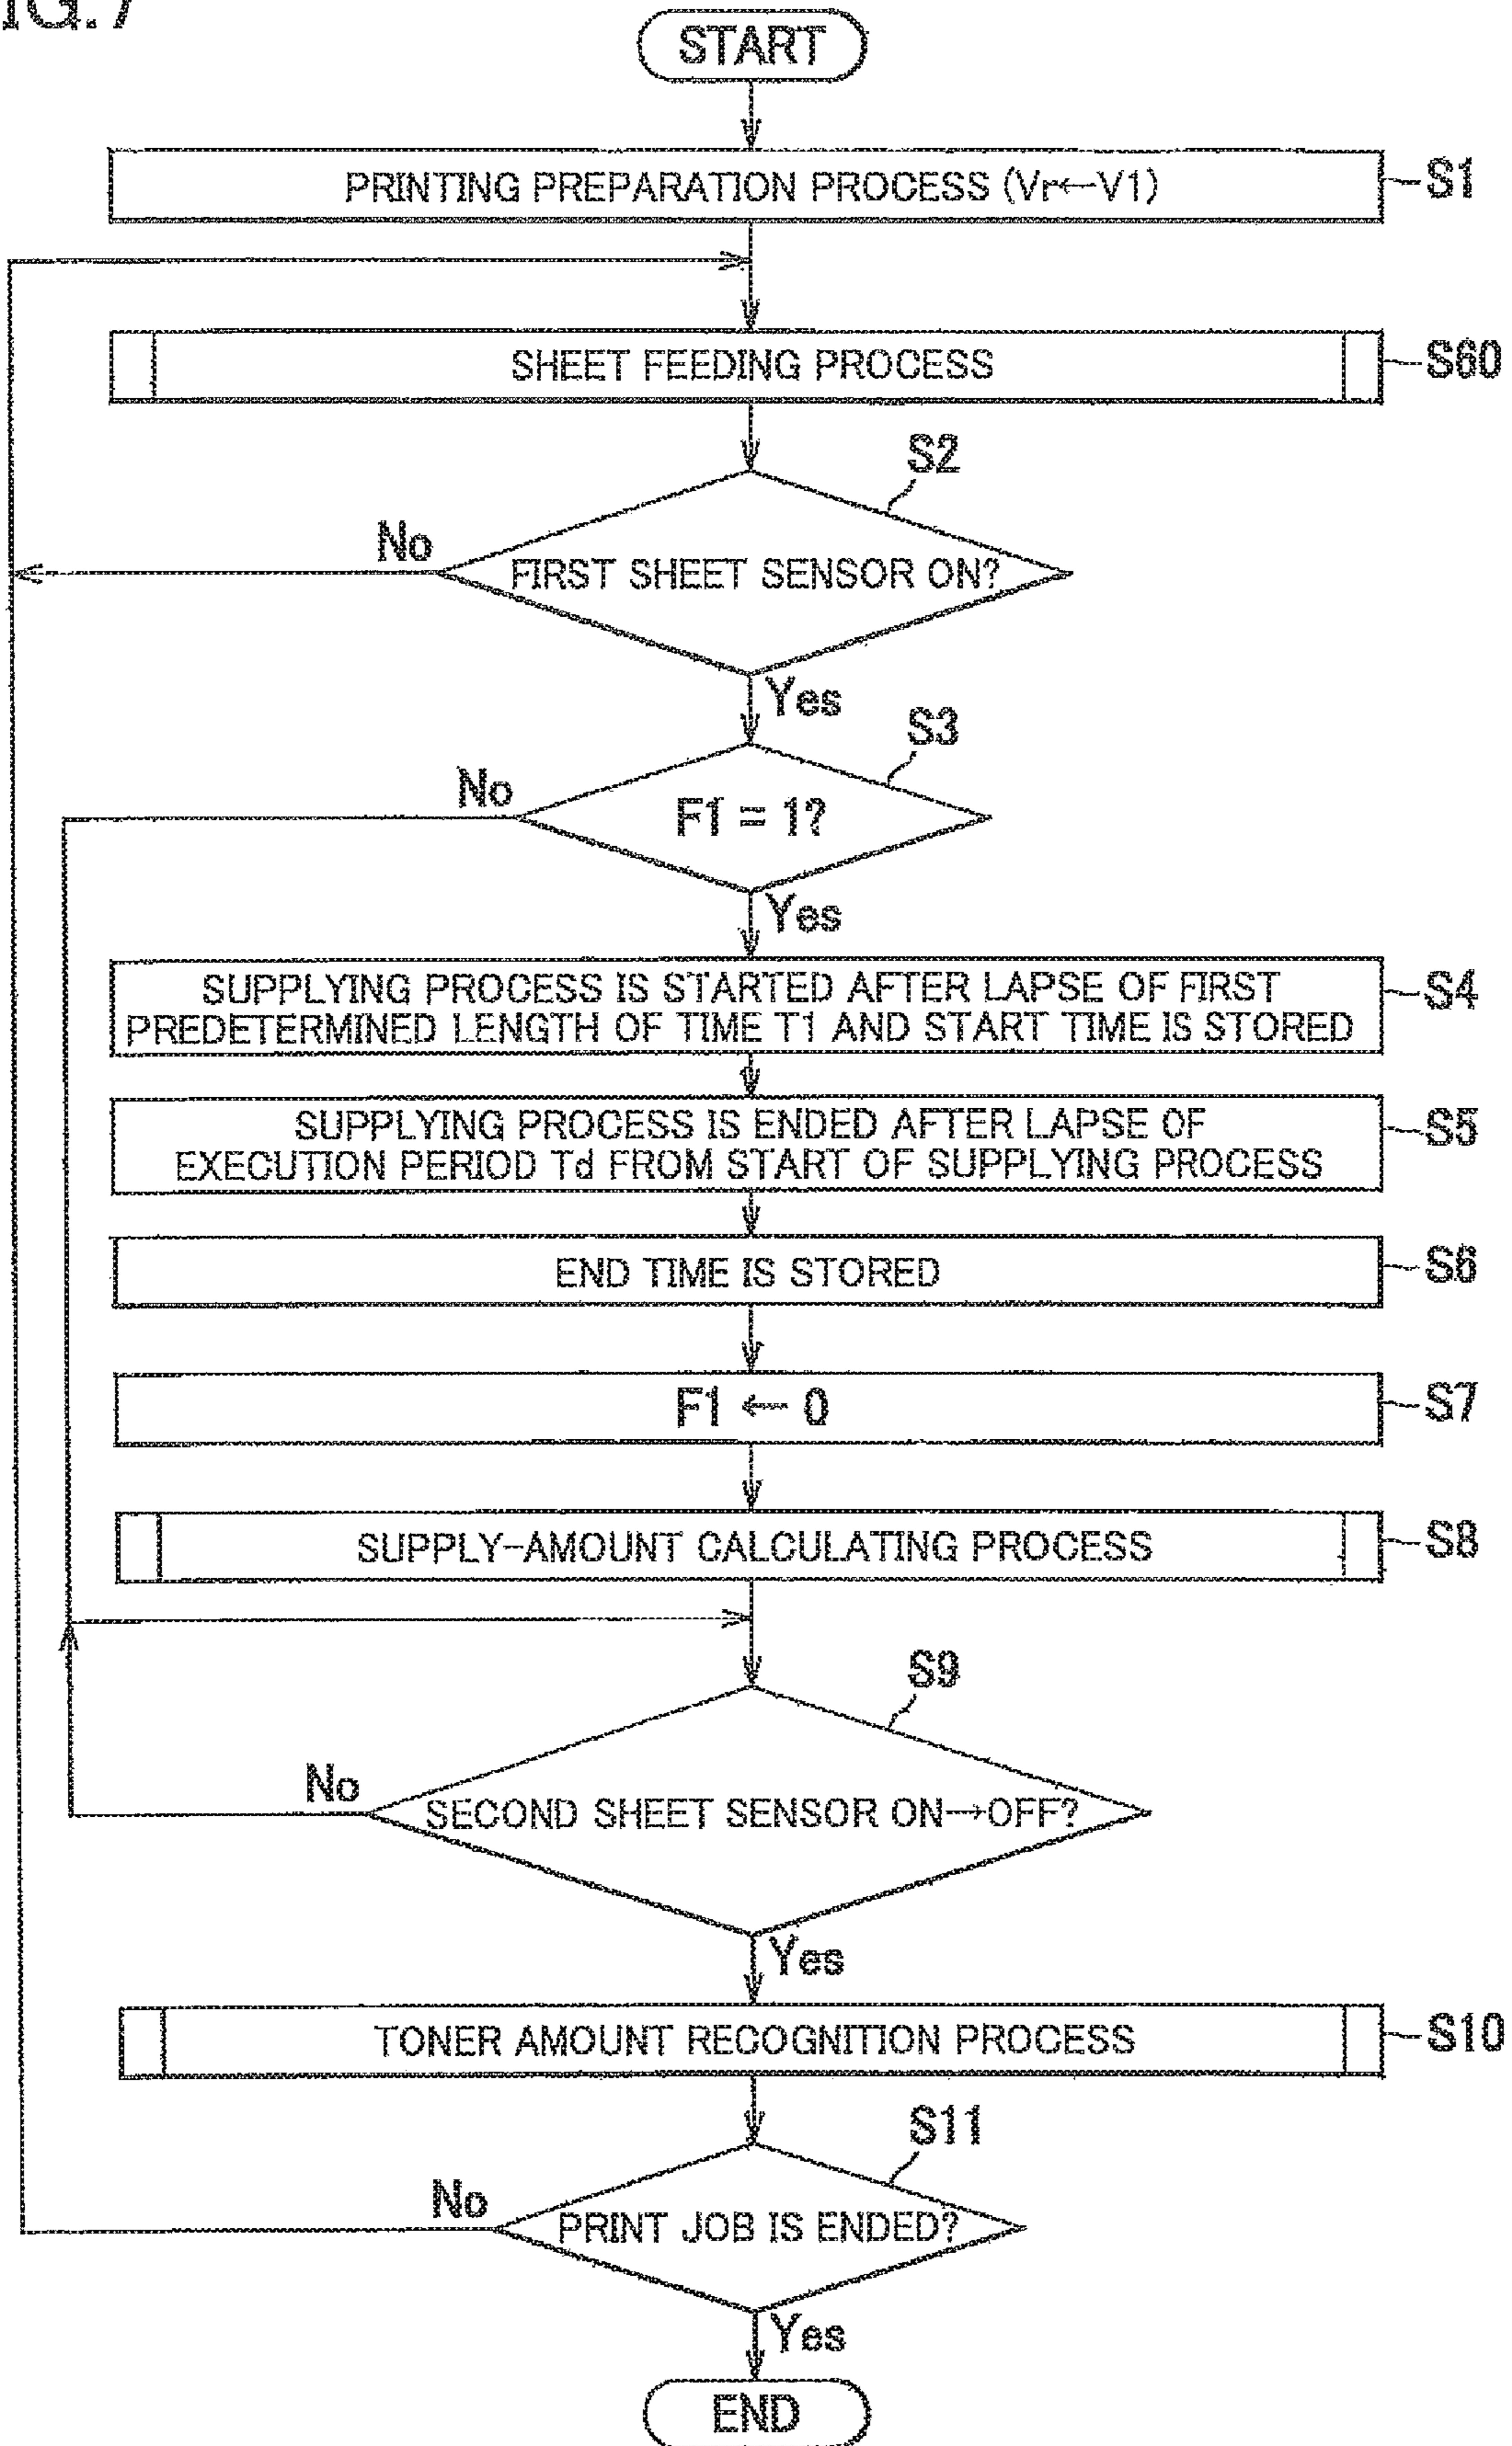 FIG.7
START
PRINTING PREPARATION PROCESS (Vr←V1)
S1
SHEET FEEDING PROCESS
S60
S2
No
FIRST SHEET SENSOR ON?
Yes
S3
No
F1 = 1?
Yes
SUPPLYING PROCESS IS STARTED AFTER LAPSE OF FIRST
PREDETERMINED LENGTH OF TIME T1 AND START TIME IS STORED
S4
SUPPLYING PROCESS IS ENDED AFTER LAPSE OF
EXECUTION PERIOD Td FROM START OF SUPPLYING PROCESS
S5
END TIME IS STORED
S6
F1 ← 0
S7
SUPPLY-AMOUNT CALCULATING PROCESS
S8
S9
No
SECOND SHEET SENSOR ON→OFF?
Yes
TONER AMOUNT RECOGNITION PROCESS
S10
S11
No
PRINT JOB IS ENDED?
Yes
END